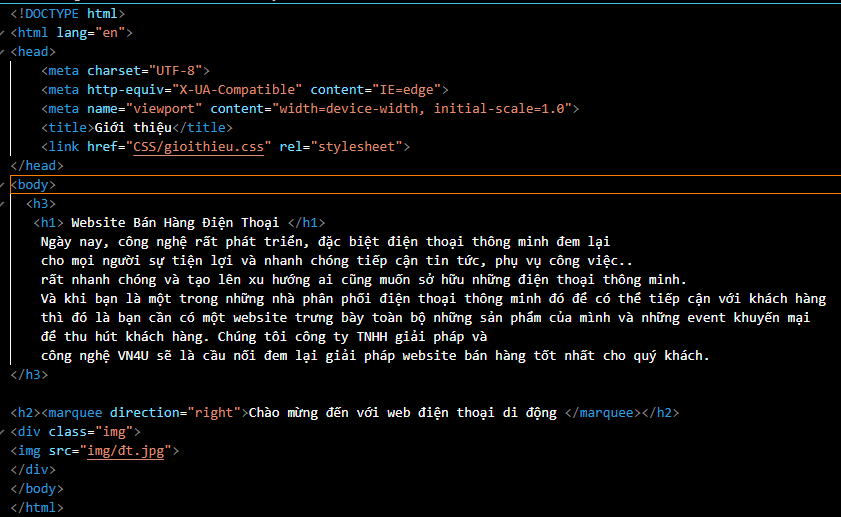 <!DOCTYPE html>
<html lang="en">
<head>
    <meta charset="UTF-8">
    <meta http-equiv="X-UA-Compatible" content="IE=edge">
    <meta name="viewport" content="width=device-width, initial-scale=1.0">
    <title>Giới thiệu</title>
    <link href="CSS/gioithieu.css" rel="stylesheet">
</head>
<body>
  <h3>
   <h1> Website Bán Hàng Điện Thoại </h1>
    Ngày nay, công nghệ rất phát triển, đặc biệt điện thoại thông minh đem lại
    cho mọi người sự tiện lợi và nhanh chóng tiếp cận tin tức, phụ vụ công việc..
    rất nhanh chóng và tạo lên xu hướng ai cũng muốn sở hữu những điện thoại thông minh.
    Và khi bạn là một trong những nhà phân phối điện thoại thông minh đó để có thể tiếp cận với khách hàng
    thì đó là bạn cần có một website trưng bày toàn bộ những sản phẩm của mình và những event khuyến mại
    để thu hút khách hàng. Chúng tôi công ty TNHH giải pháp và
    công nghệ VN4U sẽ là cầu nối đem lại giải pháp website bán hàng tốt nhất cho quý khách.
</h3>
<h2><marquee direction="right">Chào mừng đến với web điện thoại di động </marquee></h2>
<div class="img">
<img src="img/đt.jpg">
</div>
</body>
</html>